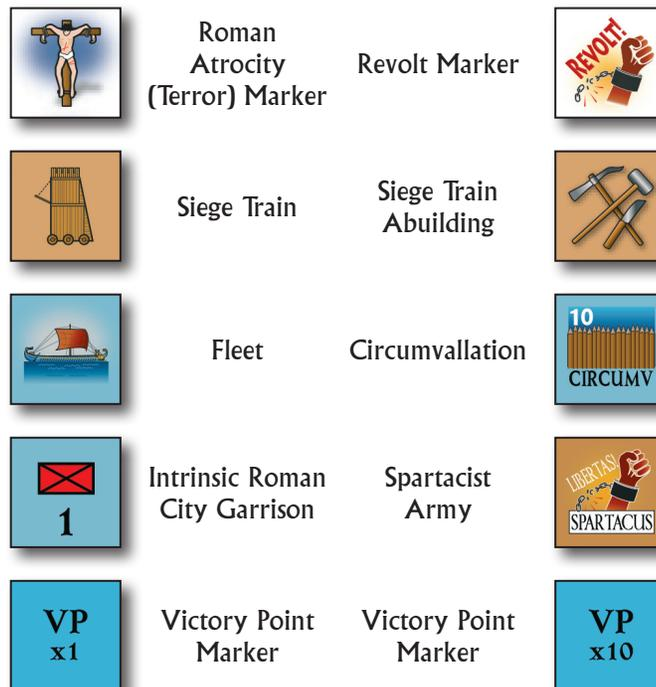 Roman
Atrocity
(Terror) Marker
Revolt Marker
REVOLT!
Siege Train
Siege Train
Abuilding
Fleet
Circumvallation
10
CIRCUMV
1
Intrinsic Roman
City Garrison
Spartacist
Army
LIBERTAS!
SPARTACUS
VP
x1
Victory Point
Marker
Victory Point
Marker
VP
x10